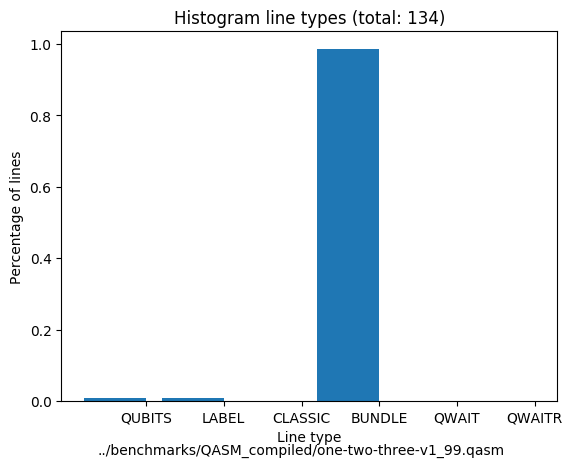 Histogram line types (total: 134)
Percentage of lines
1.0
0.8
0.6
0.4
0.2
0.0
QUBITS LABEL CLASSIC BUNDLE QWAIT QWAITR
Line type
../benchmarks/QASM_compiled/one-two-three-v1_99.qasm